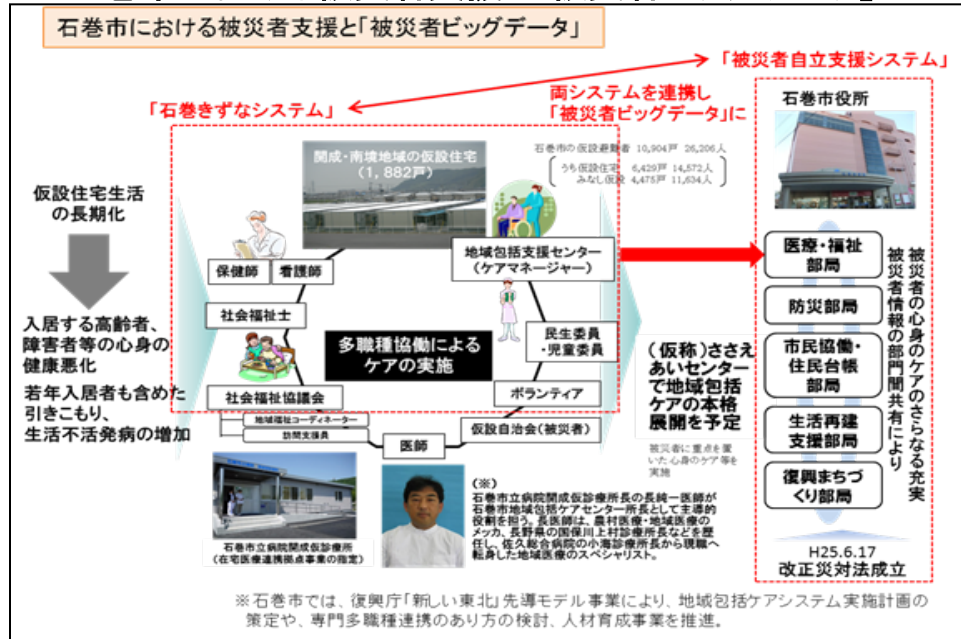 石巻市における被災者支援と「被災者ビッグデータ」
「被災者自立支援システム」
「石巻きずなシステム」
両システムを連携し
「被災者ビッグデータ」に
石巻市の仮設避難者 10,904戸 26,206人
うち仮設住宅 6,429戸 14,572人
みなし仮設 4,475戸 11,634人
石巻市役所
開成・南境地域の仮設住宅
(1,882戸)
仮設住宅生活
の長期化
入居する高齢者、
障害者等の心身の
健康悪化
若年入居者も含めた
引きこもり、
生活不活発病の増加
保健師
看護師
社会福祉士
社会福祉協議会
地域福祉コーディネーター
訪問支援員
医師
地域包括支援センター
(ケアマネージャー)
民生委員
・児童委員
ボランティア
仮設自治会(被災者)
多職種協働による
ケアの実施
(仮称)ささえ
あいセンター
で地域包括
ケアの本格
展開を予定
被災者に重点を置
いた心身のケア等を
実施
医療・福祉
部局
防災部局
市民協働・
住民台帳
部局
生活再建
支援部局
復興まちづ
くり部局
被災者情報の部門間共有により
被災者の心身のケアのさらなる充実
H25.6.17
改正災対法成立
石巻市立病院開成仮診療所
(在宅医療連携拠点事業の指定)
(※)
石巻市立病院開成仮診療所長の長純一医師が
石巻市地域包括ケアセンター所長として主導的
役割を担う。長医師は、農村医療・地域医療の
メッカ、長野県の国保川上村診療所長などを歴
任し、佐久総合病院の小海診療所長から現職へ
転身した地域医療のスペシャリスト。
※石巻市では、復興庁「新しい東北」先導モデル事業により、地域包括ケアシステム実施計画の
策定や、専門多職種連携のあり方の検討、人材育成事業を推進。